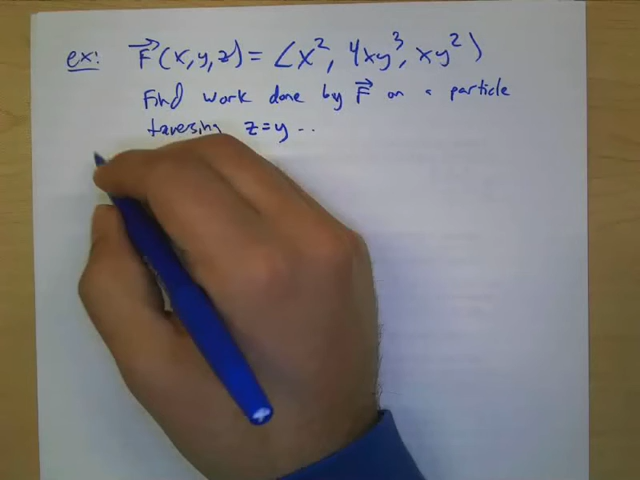 ex: F⃗(x,y,z) = ⟨x², 4xy³, xy²⟩
Find work done by F⃗ on a particle
traversing z=y ...